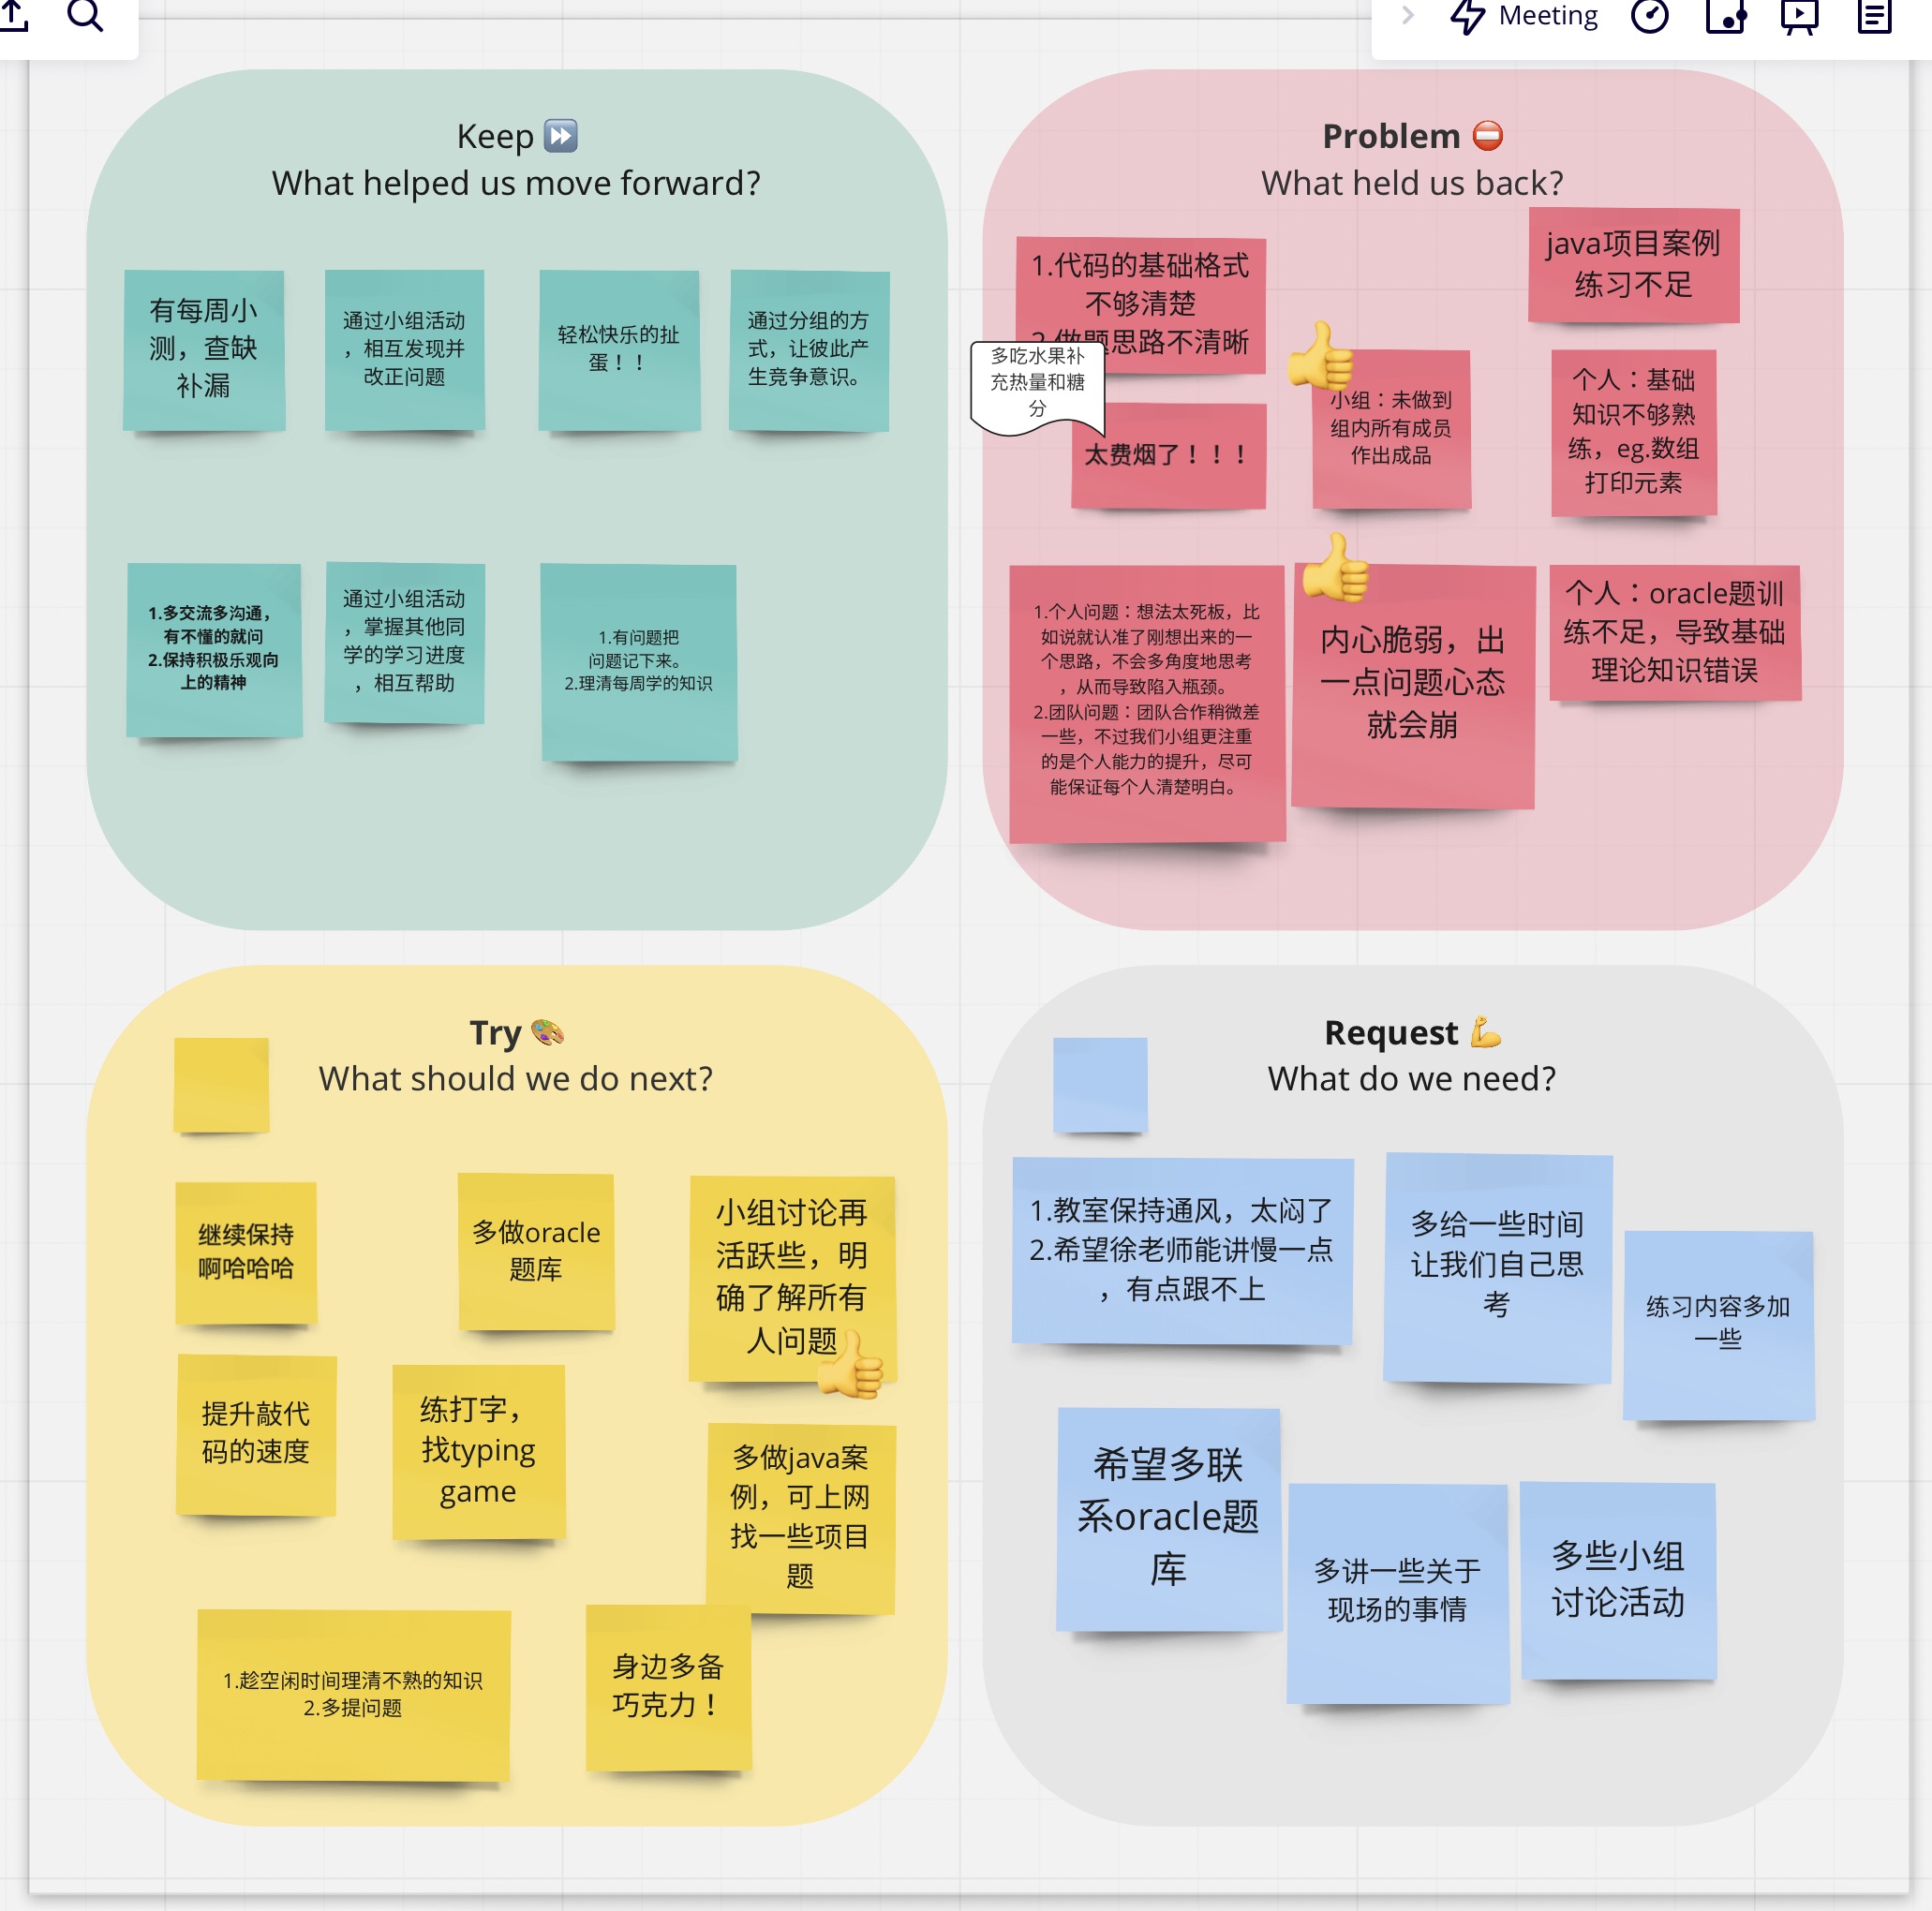 Meeting
Keep ⏩
What helped us move forward?
有每周小
测，查缺
补漏
通过小组活动
，相互发现并
改正问题
轻松快乐的扯
蛋！！
通过分组的方
式，让彼此产
生竞争意识。
1.多交流多沟通，
有不懂的就问
2.保持积极乐观向
上的精神
通过小组活动
，掌握其他同
学的学习进度
，相互帮助
1.有问题把
问题记下来。
2.理清每周学的知识
Problem ⛔
What held us back?
1.代码的基础格式
不够清楚
2.做题思路不清晰
多吃水果补
充热量和糖
分
太费烟了！！！
小组：未做到
组内所有成员
作出成品
java项目案例
练习不足
个人：基础
知识不够熟
练，eg.数组
打印元素
1.个人问题：想法太死板，比
如说就认准了刚想出来的一
个思路，不会多角度地思考
，从而导致陷入瓶颈。
2.团队问题：团队合作稍微差
一些，不过我们小组更注重
的是个人能力的提升，尽可
能保证每个人清楚明白。
内心脆弱，出
一点问题心态
就会崩
个人：oracle题训
练不足，导致基础
理论知识错误
Try 🎨
What should we do next?
继续保持
啊哈哈哈
多做oracle
题库
小组讨论再
活跃些，明
确了解所有
人问题
提升敲代
码的速度
练打字，
找typing
game
多做java案
例，可上网
找一些项目
题
1.趁空闲时间理清不熟的知识
2.多提问题
身边多备
巧克力！
Request 💪
What do we need?
1.教室保持通风，太闷了
2.希望徐老师能讲慢一点
，有点跟不上
多给一些时间
让我们自己思
考
练习内容多加
一些
希望多联
系oracle题
库
多讲一些关于
现场的事情
多些小组
讨论活动